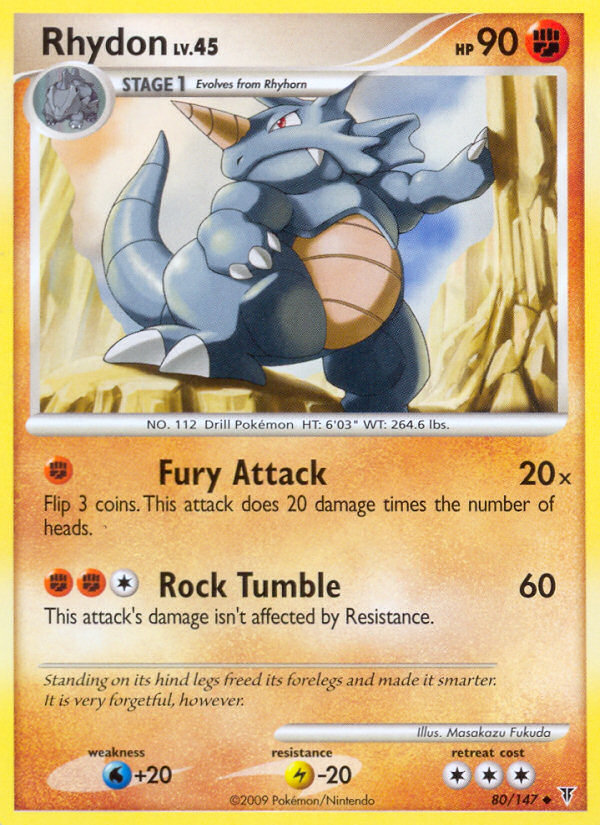 Rhydon LV.45 HP 90
STAGE 1 Evolves from Rhyhorn
NO. 112 Drill Pokémon HT: 6'03" WT: 264.6 lbs.
Fury Attack 20x
Flip 3 coins. This attack does 20 damage times the number of
heads.
Rock Tumble 60
This attack's damage isn't affected by Resistance.
Standing on its hind legs freed its forelegs and made it smarter.
It is very forgetful, however.
Illus. Masakazu Fukuda
weakness resistance retreat cost
+20 -20
©2009 Pokémon/Nintendo 80/147